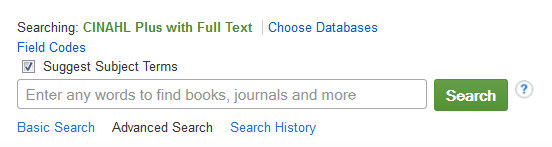 Searching: CINAHL Plus with Full Text Choose Databases
Field Codes
Suggest Subject Terms
Enter any words to find books, journals and more Search ?
Basic Search Advanced Search Search History